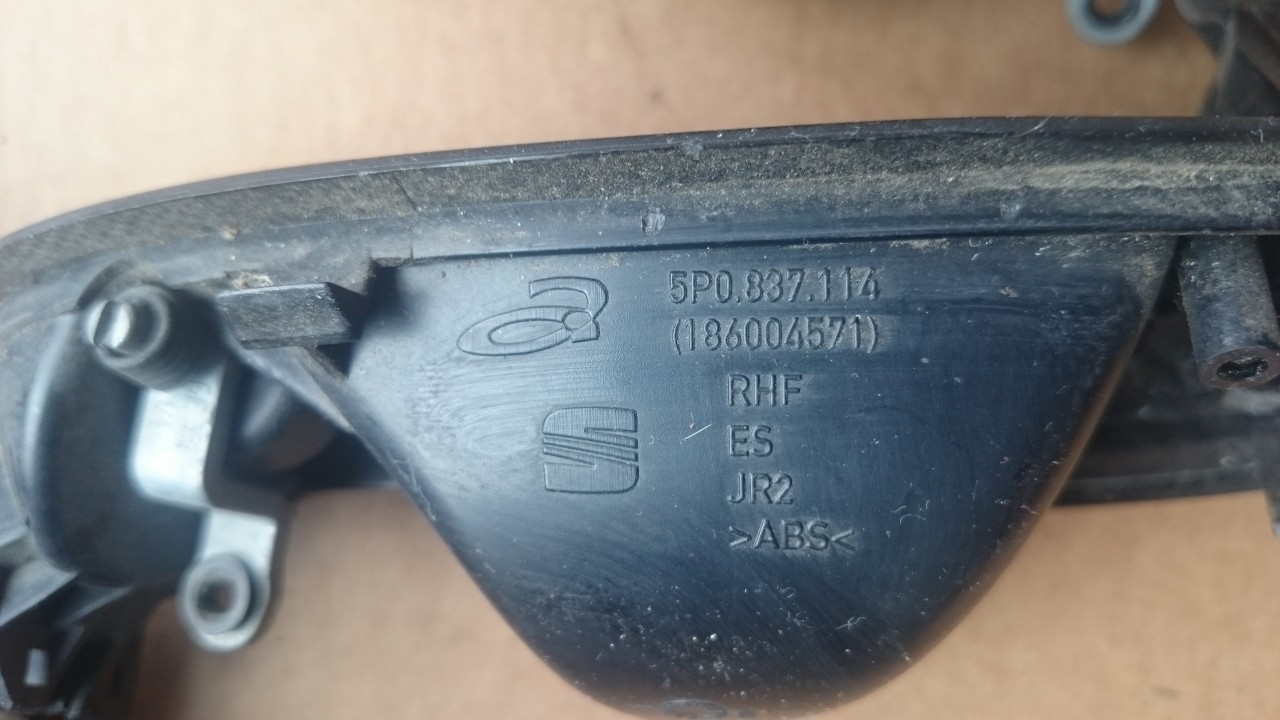 5P0.837.114
(186004571)
RHF
ES
JR2
>ABS<